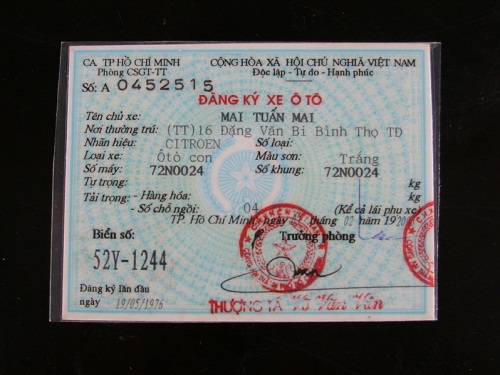 CA. TP HỒ CHÍ MINH
Phòng CSGT-TT
CỘNG HÒA XÃ HỘI CHỦ NGHĨA VIỆT NAM
Độc lập - Tự do - Hạnh phúc
Số: A 0452515
ĐĂNG KÝ XE Ô TÔ
Tên chủ xe: MAI TUẤN MAI
Nơi thường trú: (TT)16 Đặng Văn Bi Bình Thọ TĐ
Nhãn hiệu: CITROEN Số loại:
Loại xe: Ôtô con Màu sơn: Trắng
Số máy: 72N0024 Số khung: 72N0024
Tự trọng: kg
Tải trọng: - Hàng hóa: kg
- Số chỗ ngồi: 04 (Kể cả lái phụ xe)
TP. Hồ Chí Minh, ngày tháng 02 năm
Biển số: Trưởng phòng
52Y-1244
Đăng ký lần đầu
ngày 19/05/1976
THƯỢNG TÁ